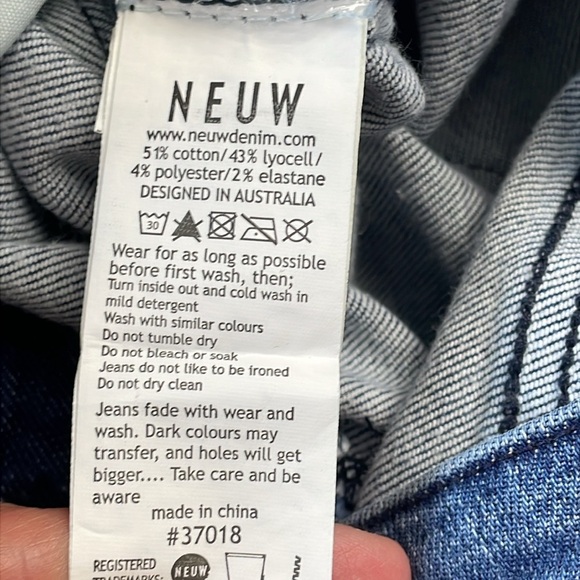 NEUW
www.neuwdenim.com
51% cotton/43% lyocell/
4% polyester/2% elastane
DESIGNED IN AUSTRALIA
30
Wear for as long as possible
before first wash, then;
Turn inside out and cold wash in
mild detergent
Wash with similar colours
Do not tumble dry
Do not bleach or soak
Jeans do not like to be ironed
Do not dry clean
Jeans fade with wear and
wash. Dark colours may
transfer, and holes will get
bigger.... Take care and be
aware
made in china
#37018
REGISTERED
TRADEMARKS:
NEUW